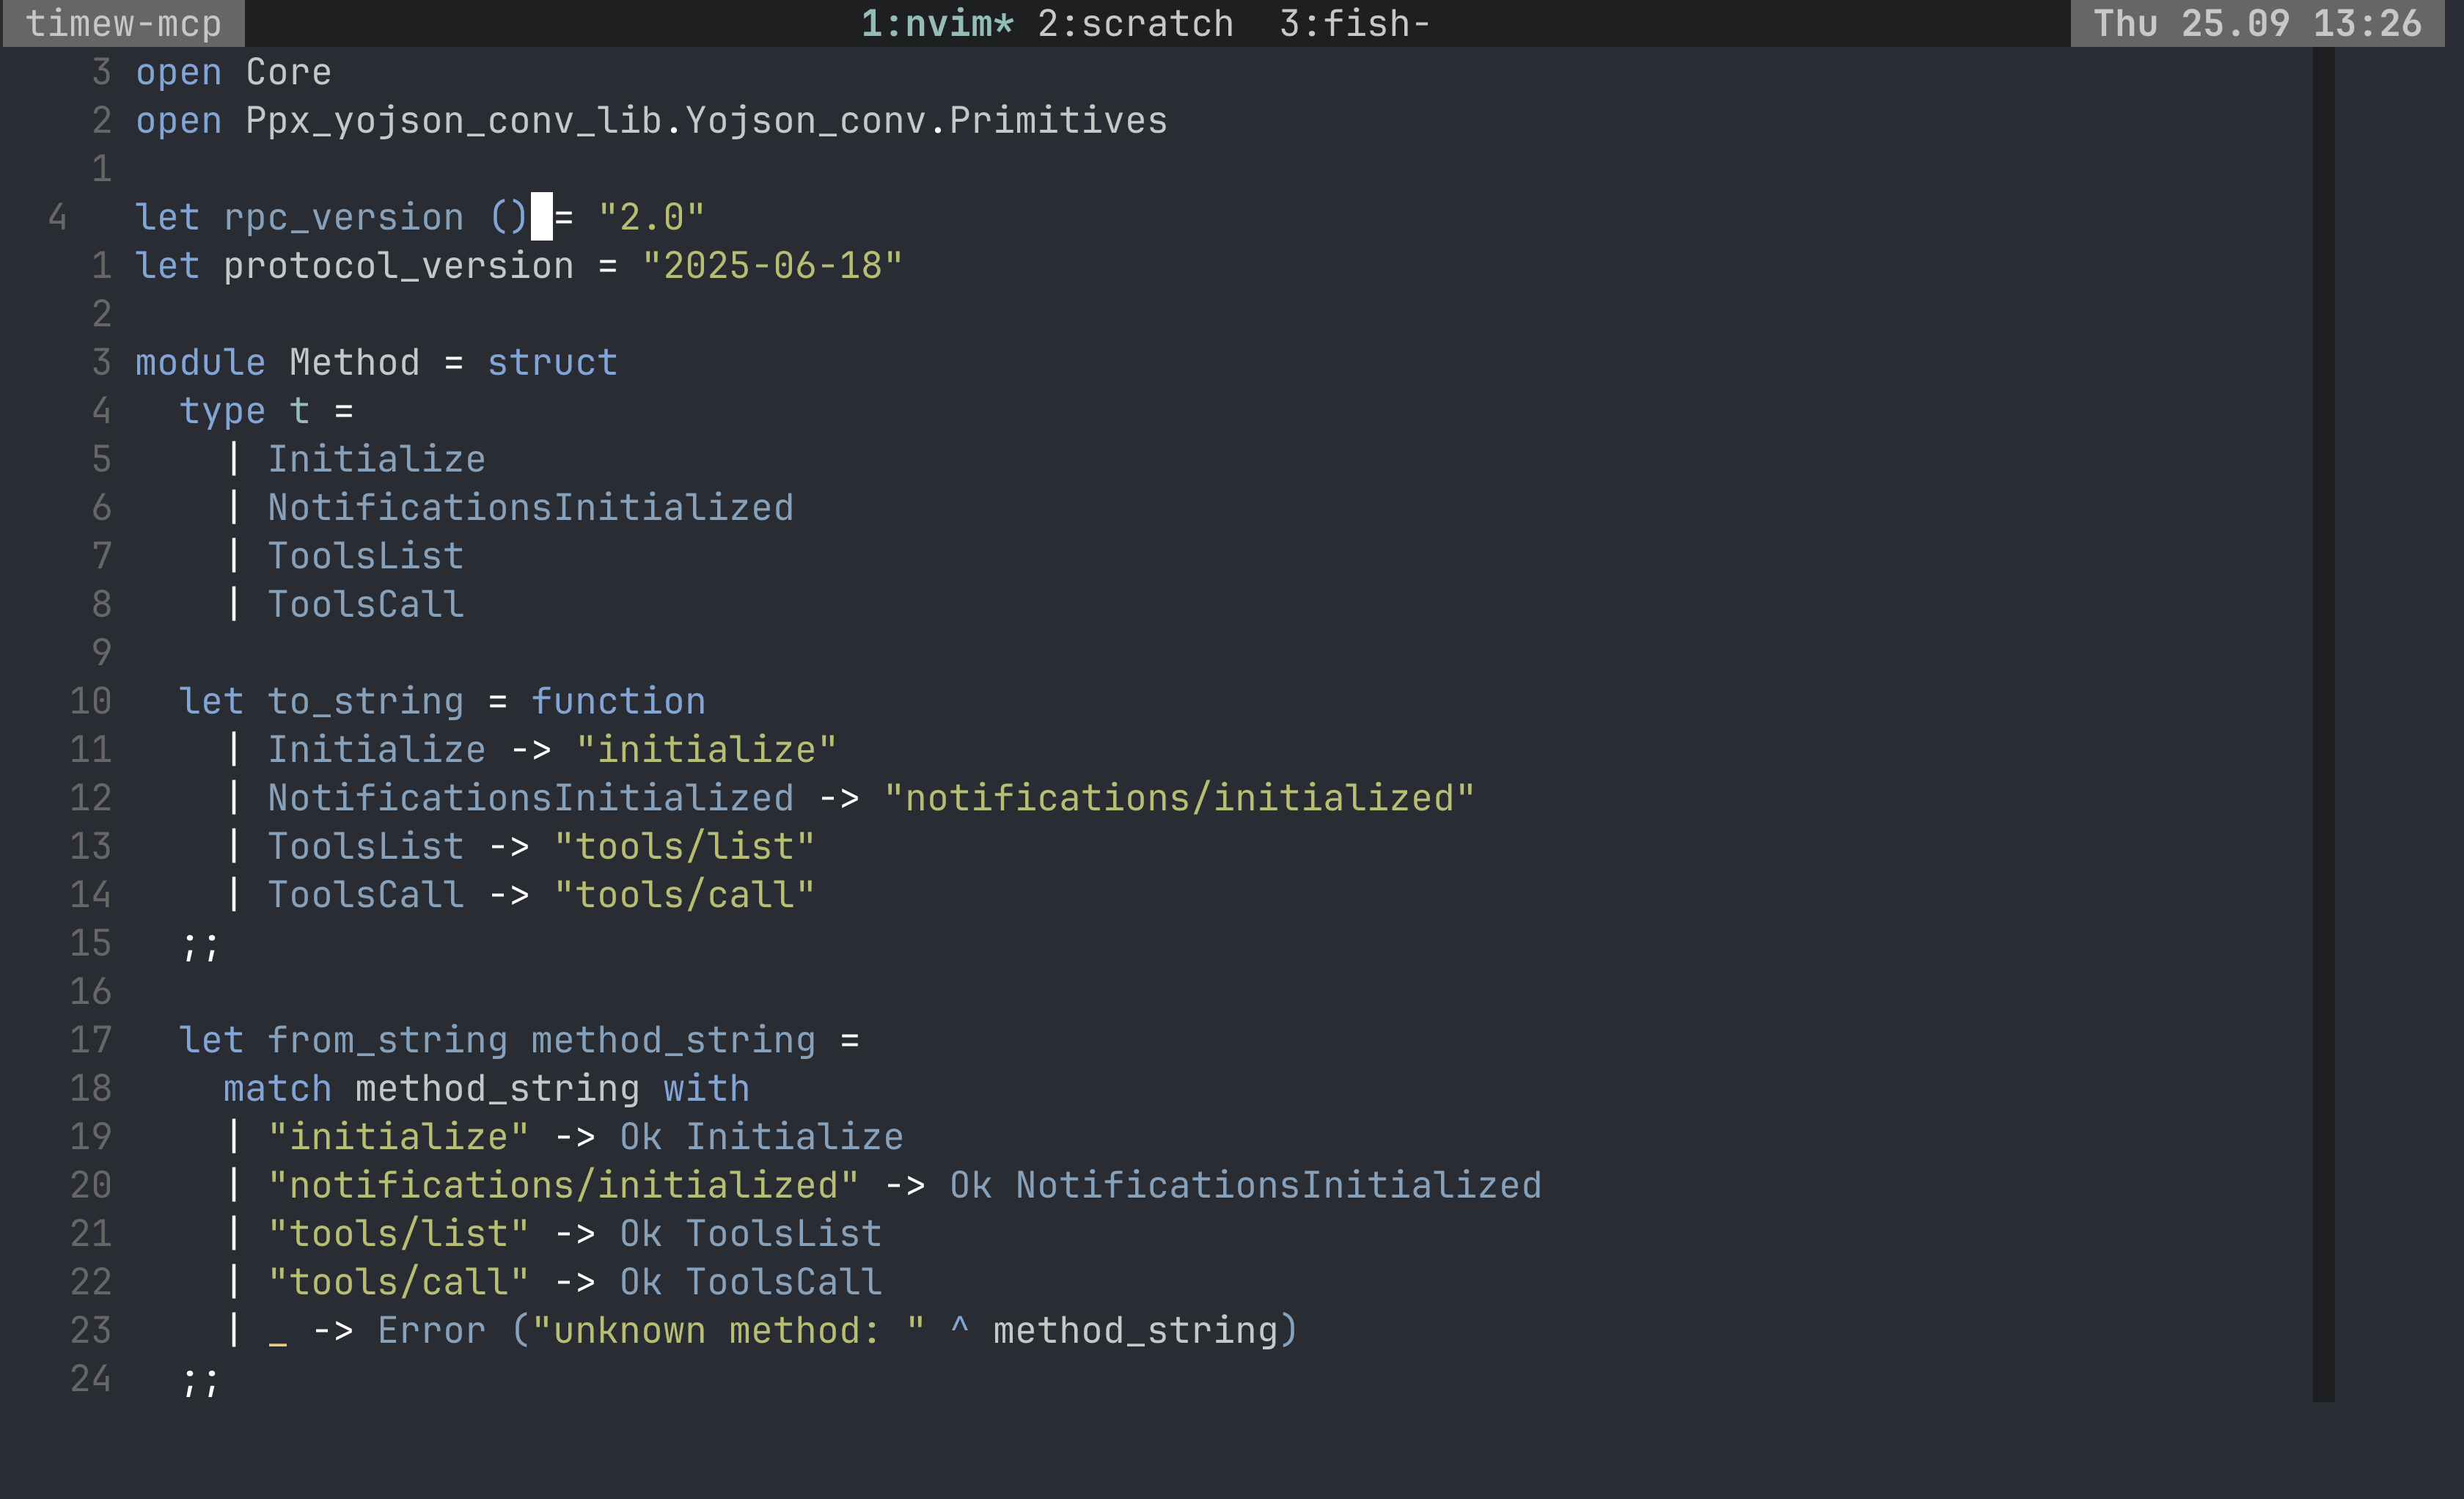 timew-mcp 1:nvim* 2:scratch 3:fish- Thu 25.09 13:26
3 open Core
2 open Ppx_yojson_conv_lib.Yojson_conv.Primitives
1
4 let rpc_version () = "2.0"
1 let protocol_version = "2025-06-18"
2
3 module Method = struct
4   type t =
5     | Initialize
6     | NotificationsInitialized
7     | ToolsList
8     | ToolsCall
9
10   let to_string = function
11     | Initialize -> "initialize"
12     | NotificationsInitialized -> "notifications/initialized"
13     | ToolsList -> "tools/list"
14     | ToolsCall -> "tools/call"
15   ;;
16
17   let from_string method_string =
18     match method_string with
19     | "initialize" -> Ok Initialize
20     | "notifications/initialized" -> Ok NotificationsInitialized
21     | "tools/list" -> Ok ToolsList
22     | "tools/call" -> Ok ToolsCall
23     | _ -> Error ("unknown method: " ^ method_string)
24   ;;